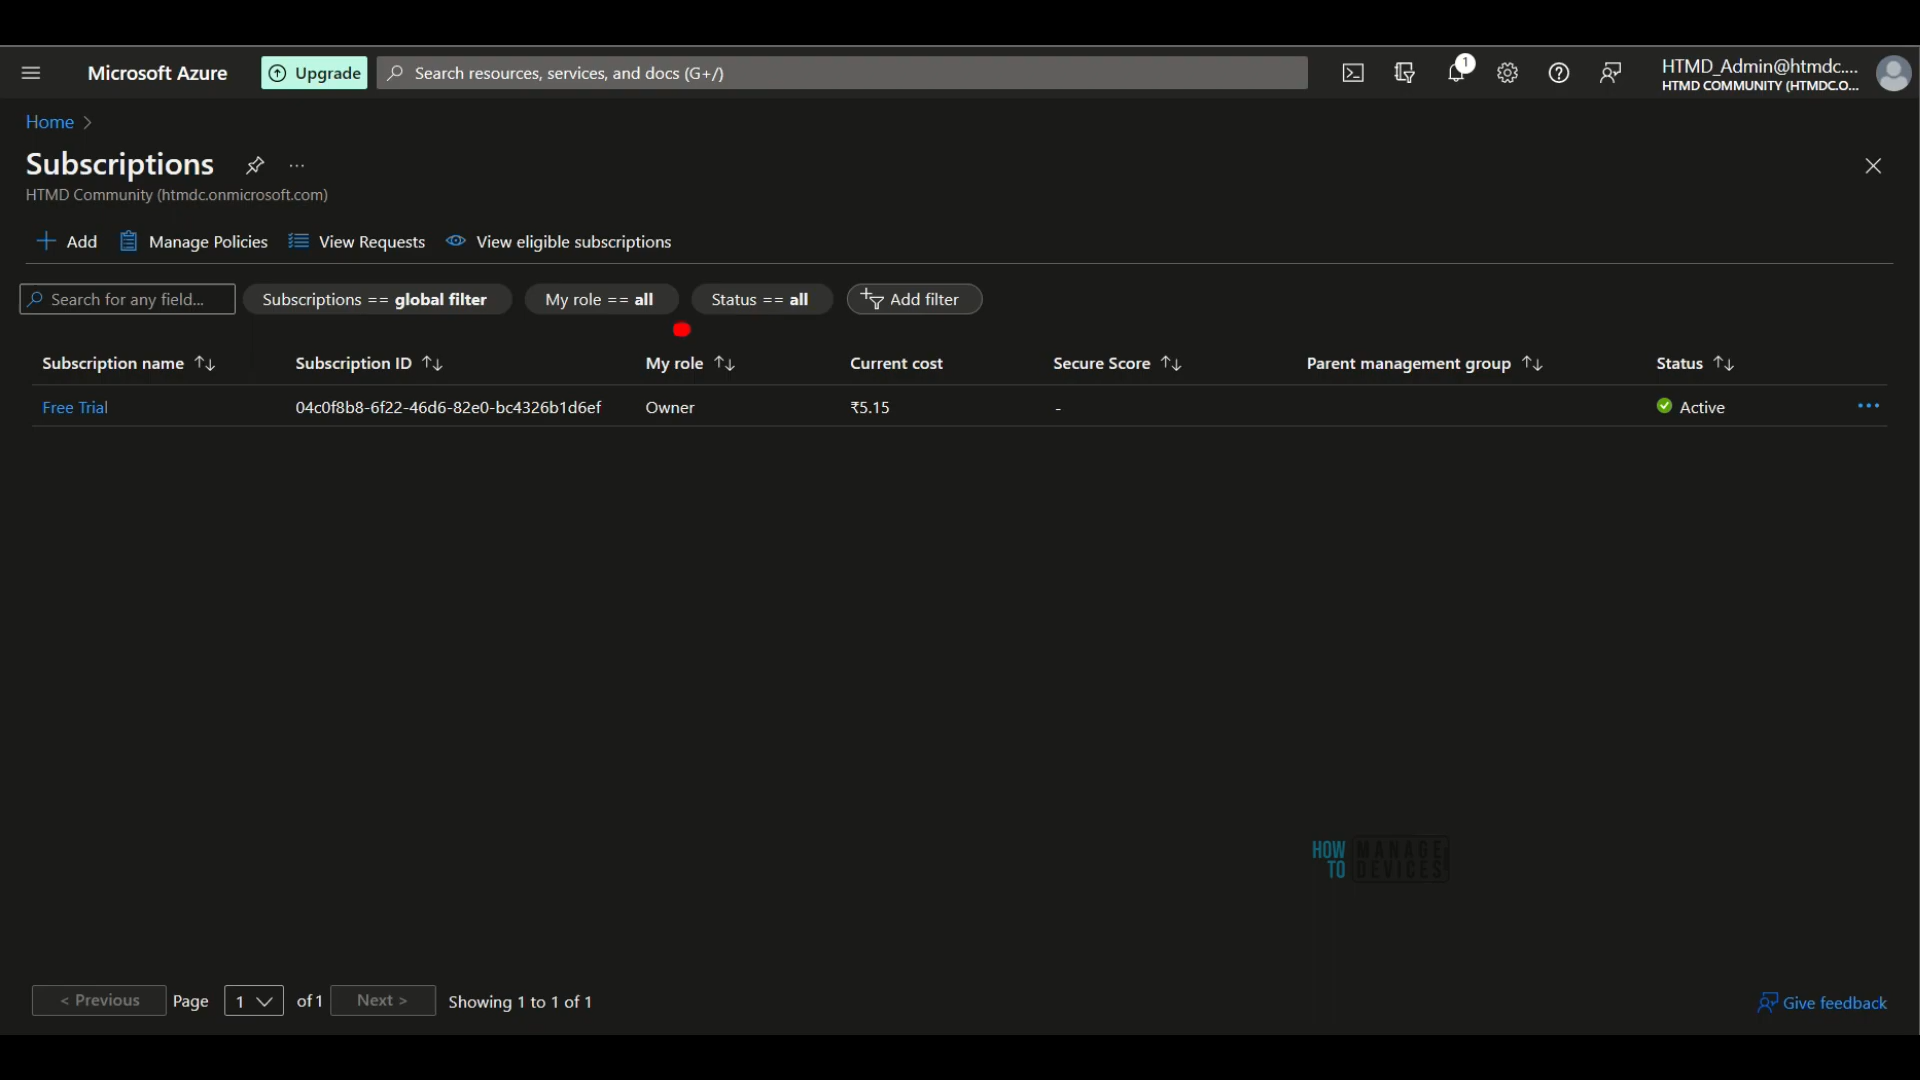 Microsoft Azure
Upgrade
Search resources, services, and docs (G+/)
1
HTMD_Admin@htmdc....
HTMD COMMUNITY (HTMDC.O...
Home >
Subscriptions
...
HTMD Community (htmdc.onmicrosoft.com)
Add
Manage Policies
View Requests
View eligible subscriptions
Search for any field...
Subscriptions == global filter
My role == all
Status == all
Add filter
Subscription name ↑↓ Subscription ID ↑↓ My role ↑↓ Current cost Secure Score ↑↓ Parent management group ↑↓ Status ↑↓
Free Trial 04c0f8b8-6f22-46d6-82e0-bc4326b1d6ef Owner ₹5.15 - Active ...
HOW TO
MANAGE DEVICES
< Previous Page 1 of 1 Next > Showing 1 to 1 of 1
Give feedback